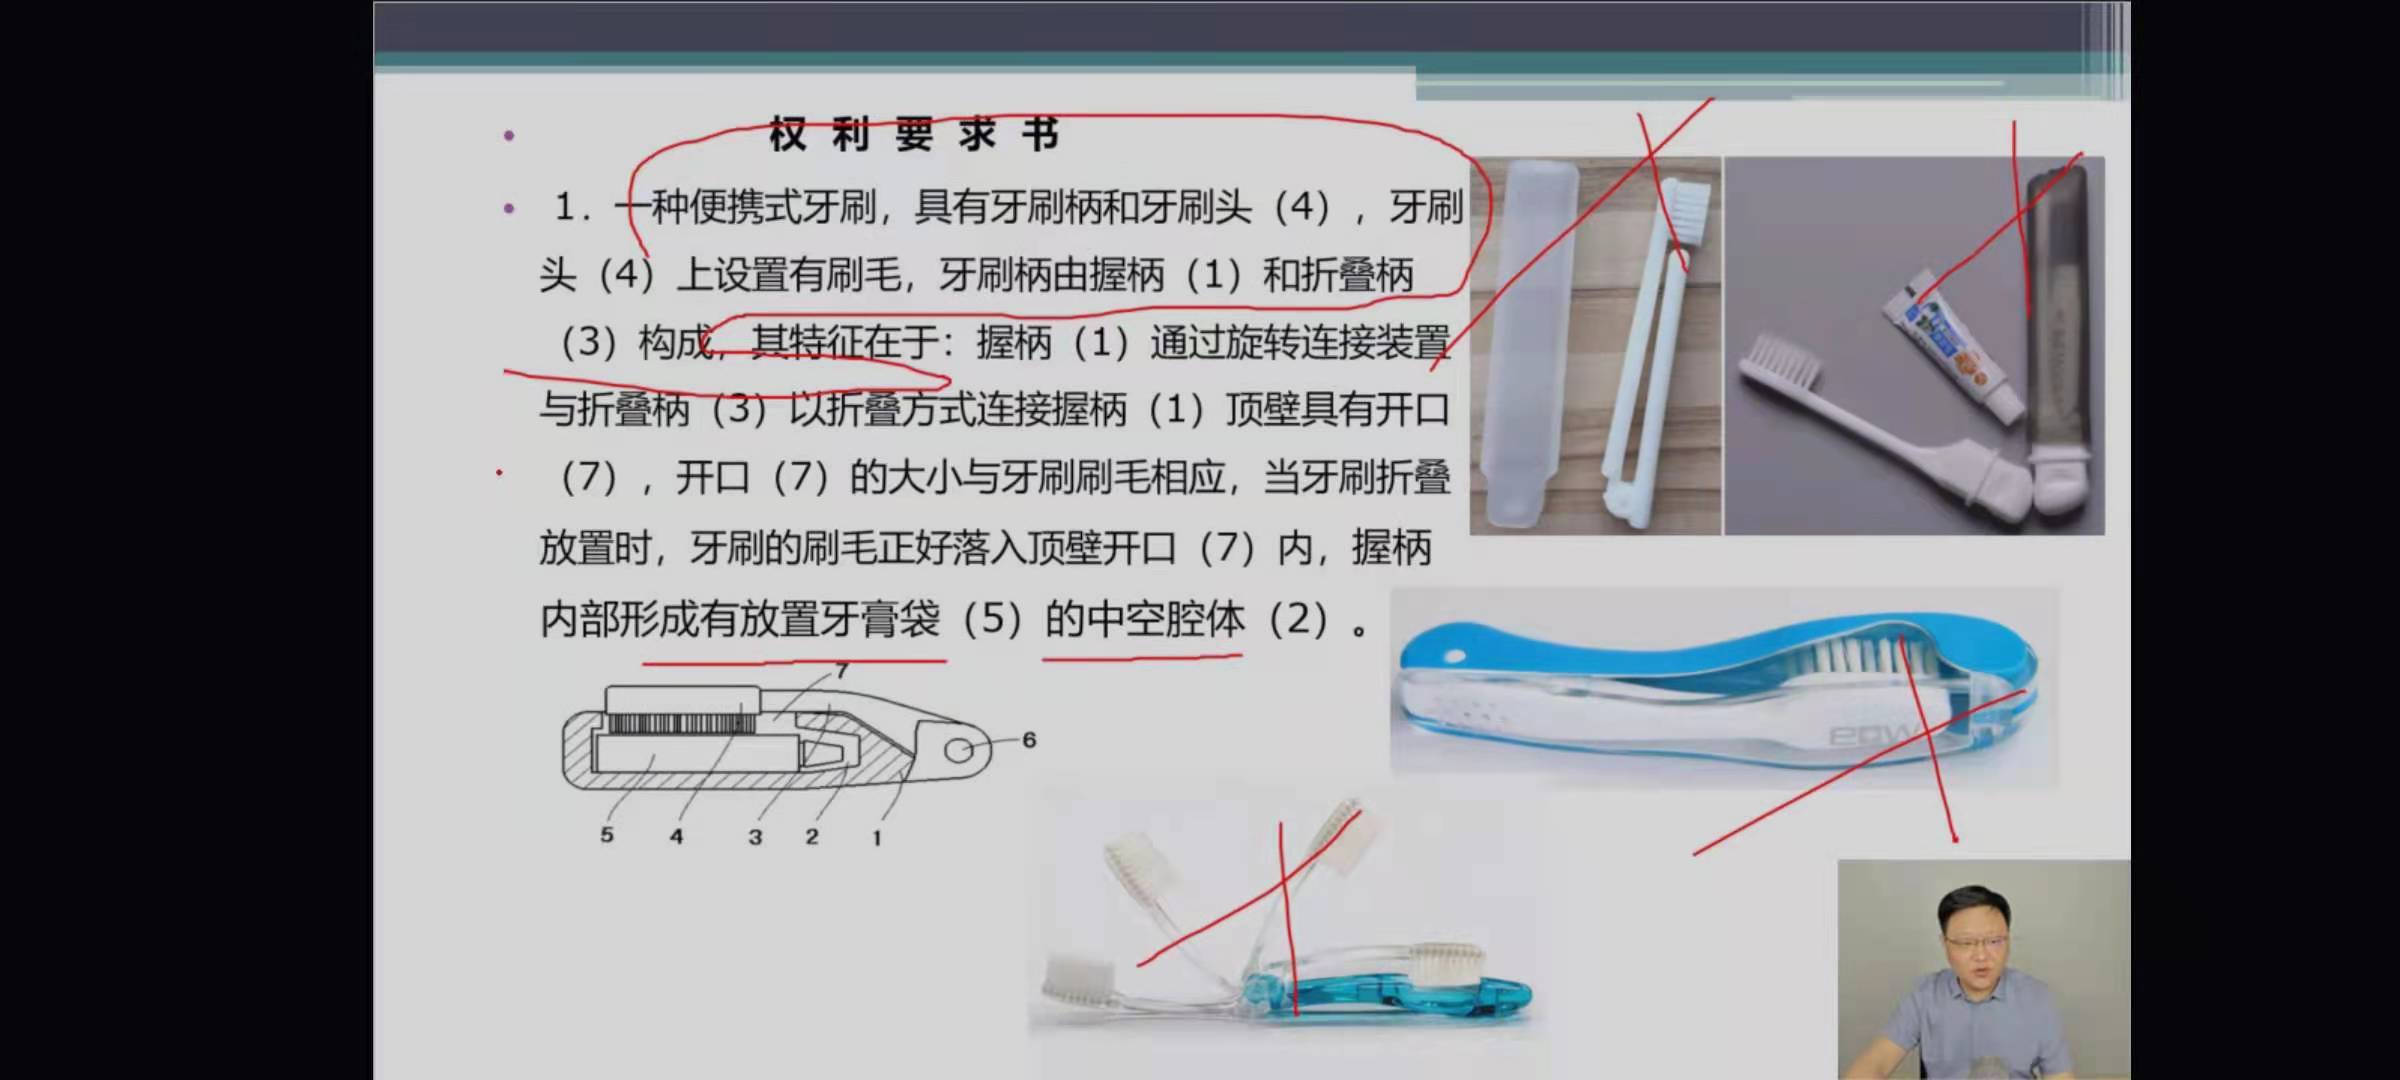 权利要求书
1．一种便携式牙刷，具有牙刷柄和牙刷头（4），牙刷
头（4）上设置有刷毛，牙刷柄由握柄（1）和折叠柄
（3）构成，其特征在于：握柄（1）通过旋转连接装置
与折叠柄（3）以折叠方式连接握柄（1）顶壁具有开口
（7），开口（7）的大小与牙刷刷毛相应，当牙刷折叠
放置时，牙刷的刷毛正好落入顶壁开口（7）内，握柄
内部形成有放置牙膏袋（5）的中空腔体（2）。
7
6
5 4 3 2 1